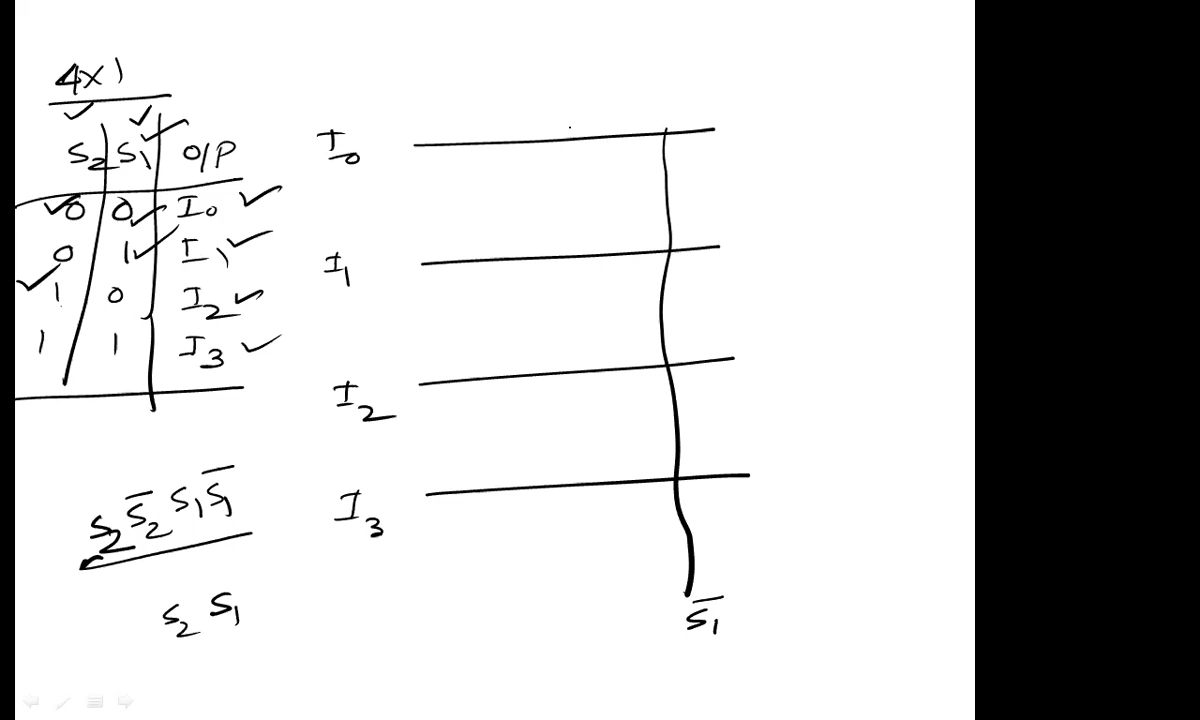 4x1
S2 S1 O/P
0 0 I0
0 1 I1
1 0 I2
1 1 I3
S2 S̅2 S1 S̅1
S2 S1
I0
I1
I2
I3
S̅1